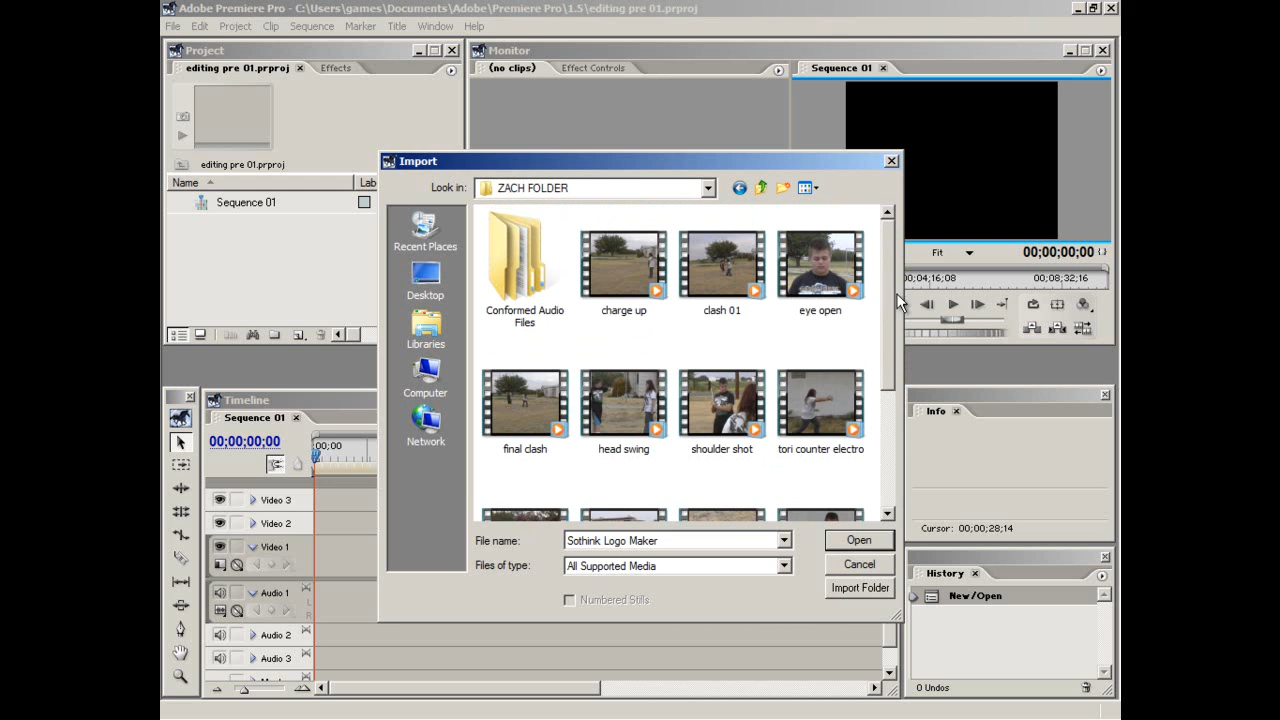 Adobe Premiere Pro - C:\Users\games\Documents\Adobe\Premiere Pro\1.5\editing pre 01.prproj
File Edit Project Clip Sequence Marker Title Window Help
Project
editing pre 01.prproj Effects
editing pre 01.prproj
Name Lab
Sequence 01
Monitor
(no clips) Effect Controls
Sequence 01
Fit 00;00;00;00
04;16;08 00;08;32;16
Import
Look in: ZACH FOLDER
Recent Places
Desktop
Libraries
Computer
Network
Conformed Audio
Files
charge up
clash 01
eye open
final clash
head swing
shoulder shot
tori counter electro
File name: Sothink Logo Maker
Files of type: All Supported Media
Numbered Stills
Open
Cancel
Import Folder
Timeline
Sequence 01
00;00;00;00
;00;00
Video 3
Video 2
Video 1
Audio 1
L
R
Audio 2
Audio 3
Info
Cursor: 00;00;28;14
History
New/Open
0 Undos